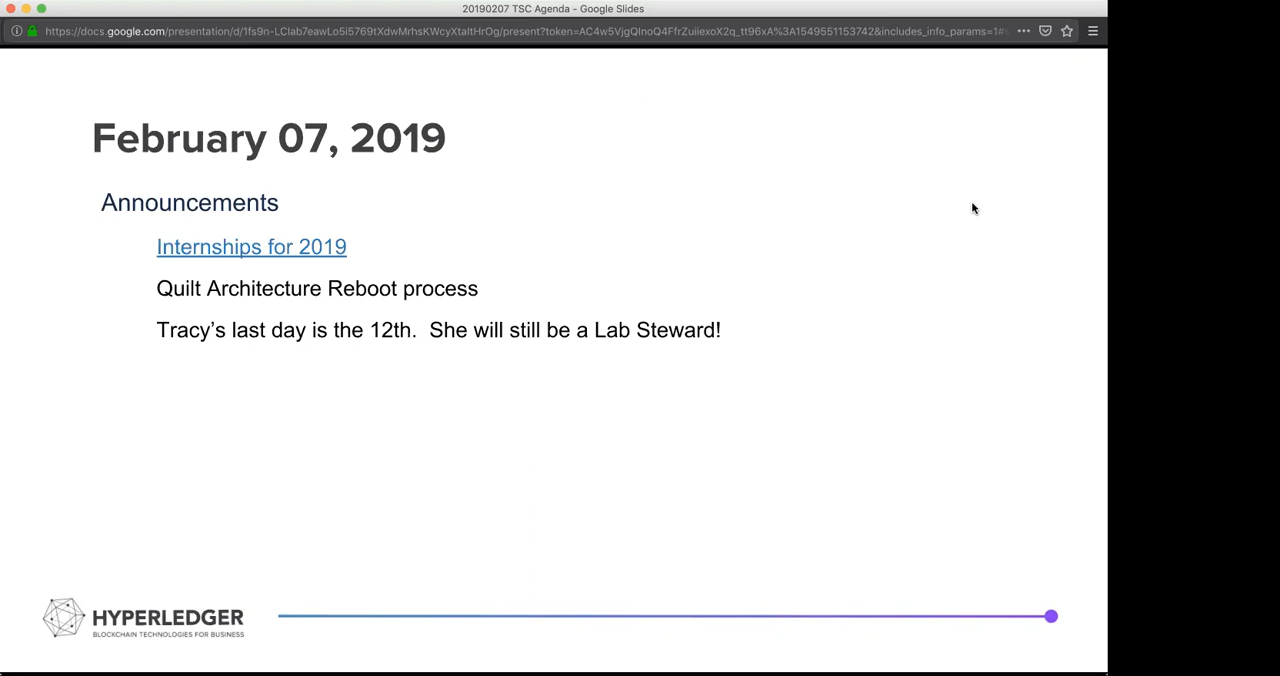 20190207 TSC Agenda - Google Slides
February 07, 2019
Announcements
Internships for 2019
Quilt Architecture Reboot process
Tracy’s last day is the 12th.  She will still be a Lab Steward!
HYPERLEDGER
BLOCKCHAIN TECHNOLOGIES FOR BUSINESS